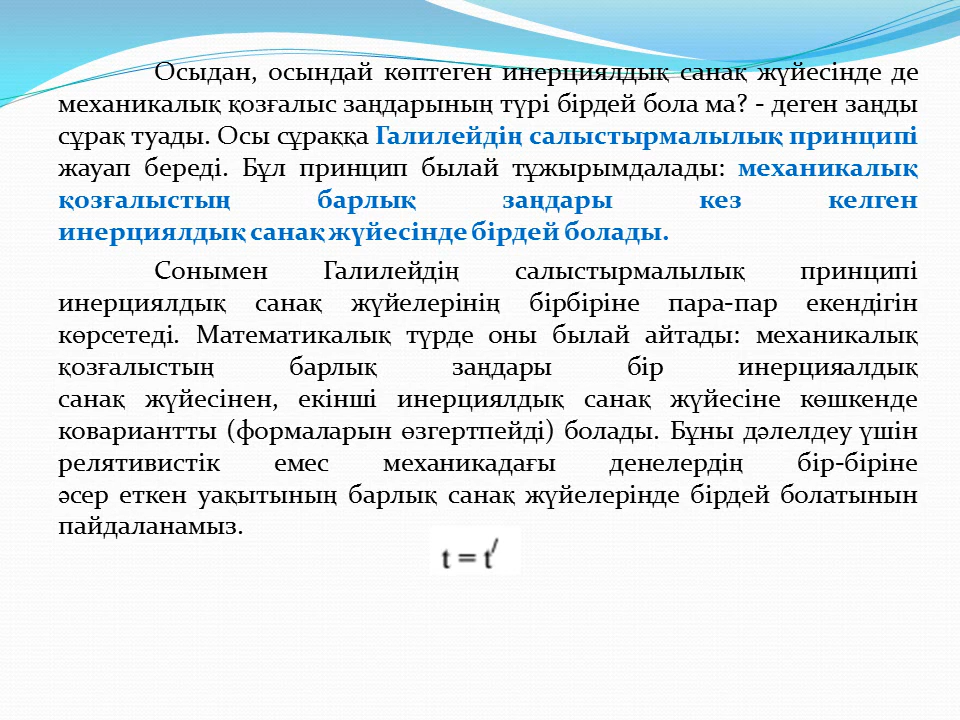 Осыдан, осындай көптеген инерциялдық санақ жүйесінде де
механикалық қозғалыс заңдарының түрі бірдей бола ма? - деген заңды
сұрақ туады. Осы сұраққа Галилейдің салыстырмалылық принципі
жауап береді. Бұл принцип былай тұжырымдалады: механикалық
қозғалыстың барлық заңдары кез келген
инерциялдық санақ жүйесінде бірдей болады.
Сонымен Галилейдің салыстырмалылық принципі
инерциялдық санақ жүйелерінің бірбіріне пара-пар екендігін
көрсетеді. Математикалық түрде оны былай айтады: механикалық
қозғалыстың барлық заңдары бір инерцияалдық
санақ жүйесінен, екінші инерциялдық санақ жүйесіне көшкенде
ковариантты (формаларын өзгертпейді) болады. Бұны дәлелдеу үшін
релятивистік емес механикадағы денелердің бір-біріне
әсер еткен уақытының барлық санақ жүйелерінде бірдей болатынын
пайдаланамыз.
t = t/